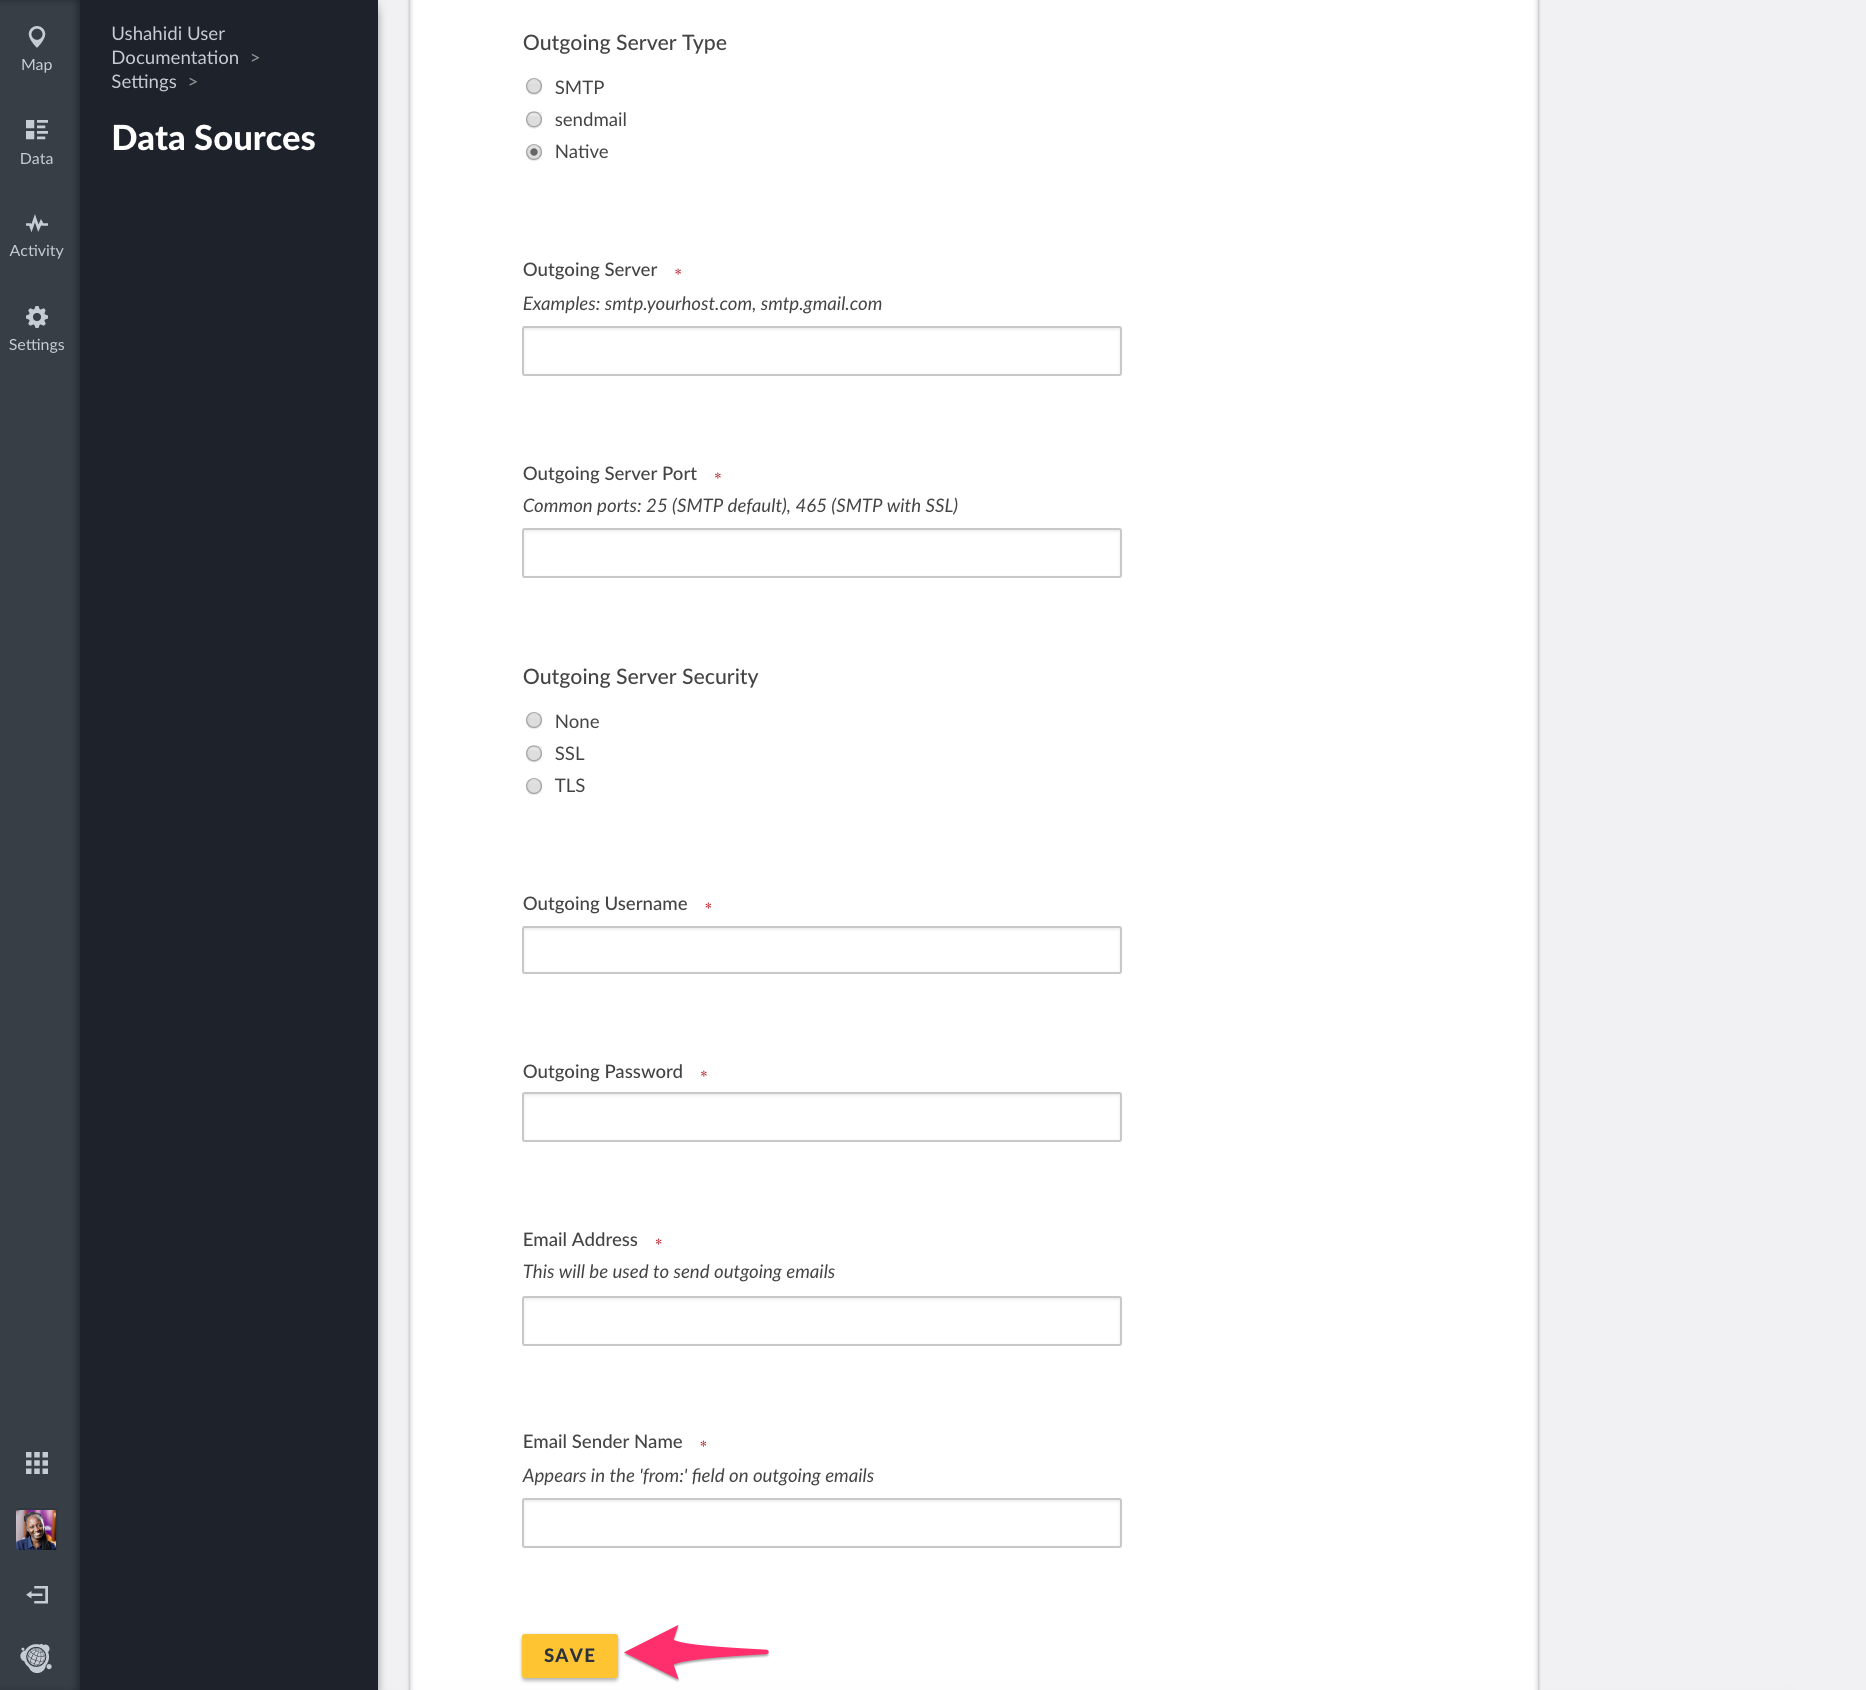 Map
Data
Activity
Settings
Ushahidi User
Documentation >
Settings >
Data Sources
Outgoing Server Type
SMTP
sendmail
Native
Outgoing Server *
Examples: smtp.yourhost.com, smtp.gmail.com
Outgoing Server Port *
Common ports: 25 (SMTP default), 465 (SMTP with SSL)
Outgoing Server Security
None
SSL
TLS
Outgoing Username *
Outgoing Password *
Email Address *
This will be used to send outgoing emails
Email Sender Name *
Appears in the 'from:' field on outgoing emails
SAVE